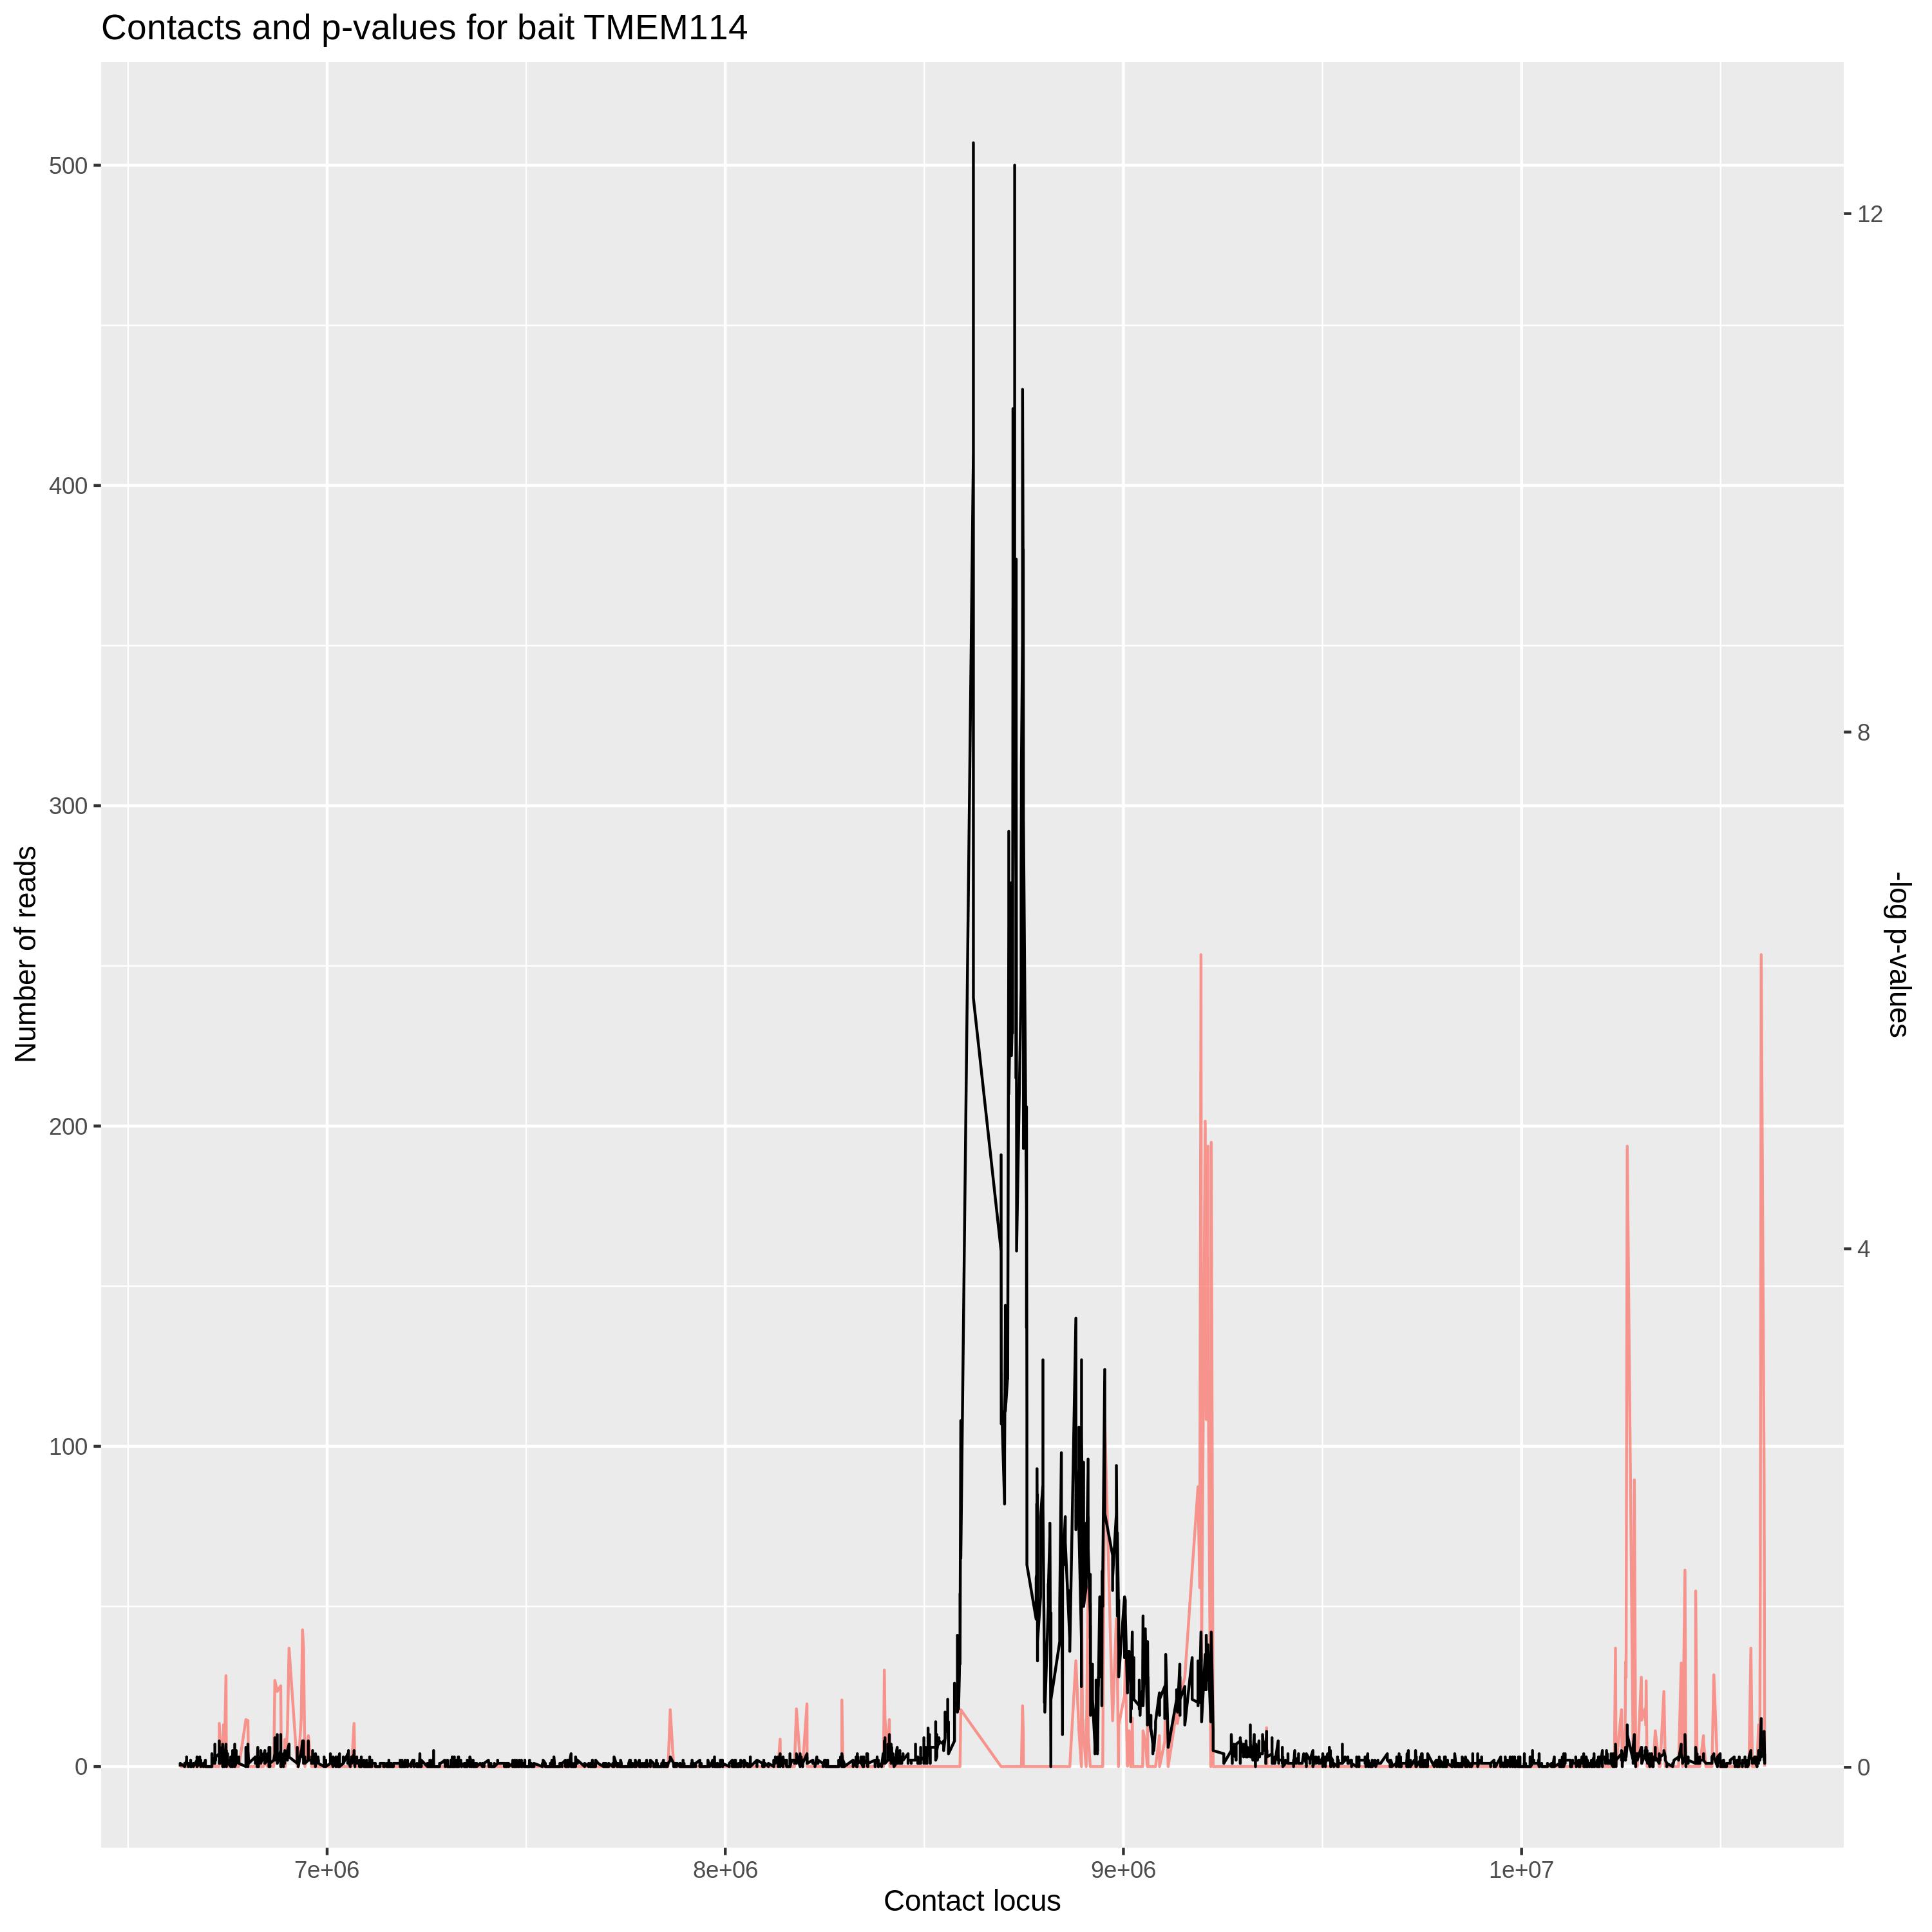 Contacts and p-values for bait TMEM114
500
400
300
200
100
0
Number of reads
12
8
4
0
-log p-values
7e+06
8e+06
9e+06
1e+07
Contact locus